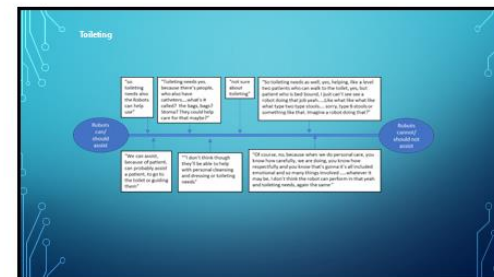 Toileting
"so
toileting
needs also
the Robots
can help
use"
"Toileting needs yes,
because there's people,
who also have
catheters,...what's it
called? the bags, bags?
Stoma? They could help
care for that maybe?"
"not sure
about
toileting"
"So toileting needs as well, yes, helping, like a level
two patients who can walk to the toilet, yes, but
patient who is bed bound, I just can't see see a
robot doing that job yeah....Like what like what like
what type two type stools.... sorry, type 6 stools or
something like that. Imagine a robot doing that?"
Robots
can/
should
assist
Robots
cannot/
should not
assist
"We can assist,
because of patient,
can probably assist
a patient, to go to
the toilet or guiding
them"
"I don't think though
they'll be able to help
with personal cleansing
and dressing or toileting
needs"
"Of course, no, because when we do personal care, you
know how carefully, we are doing, you know how
respectfully and you know that's gonna it's all included
emotional and so many things involved ....whatever it
may be, I don't think the robot can perform in that yeah
and toileting needs, again the same"